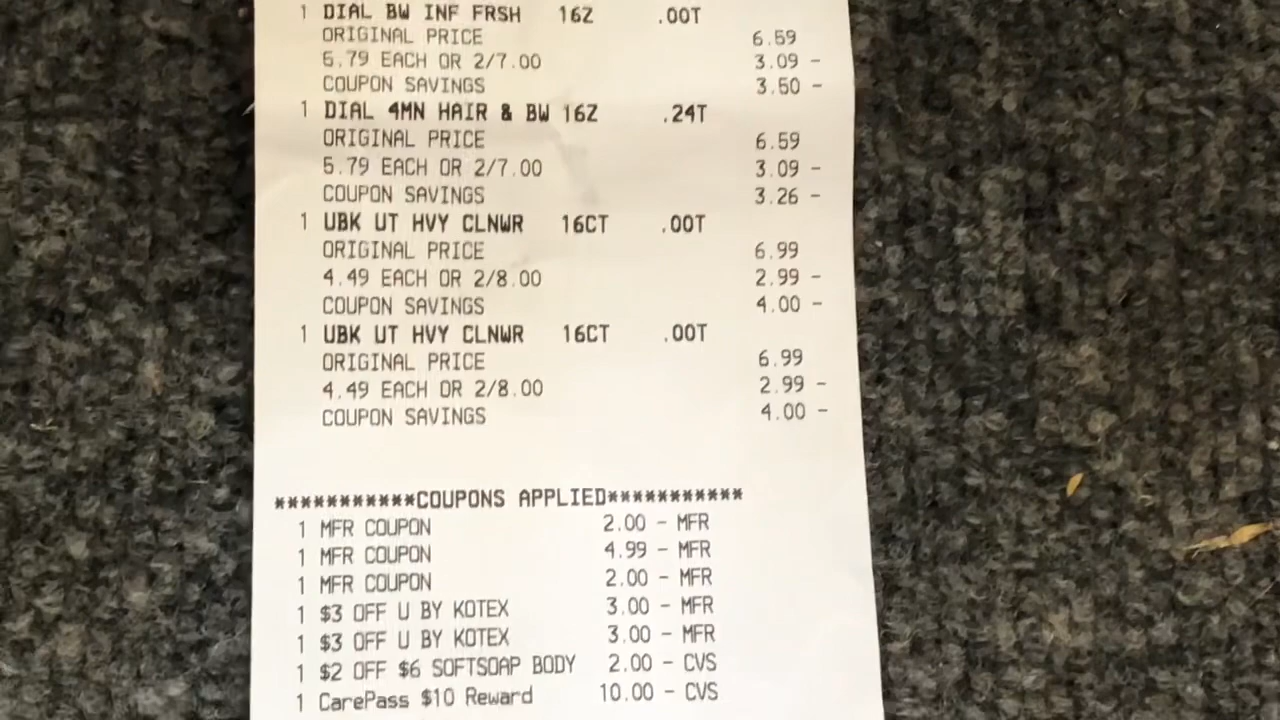 1 DIAL BW INF FRSH 16Z .00T
ORIGINAL PRICE 6.59
5.79 EACH OR 2/7.00 3.09 -
COUPON SAVINGS 3.50 -
1 DIAL 4MN HAIR & BW 16Z .24T
ORIGINAL PRICE 6.59
5.79 EACH OR 2/7.00 3.09 -
COUPON SAVINGS 3.26 -
1 UBK UT HVY CLNWR 16CT .00T
ORIGINAL PRICE 6.99
4.49 EACH OR 2/8.00 2.99 -
COUPON SAVINGS 4.00 -
1 UBK UT HVY CLNWR 16CT .00T
ORIGINAL PRICE 6.99
4.49 EACH OR 2/8.00 2.99 -
COUPON SAVINGS 4.00 -
***********COUPONS APPLIED***********
1 MFR COUPON 2.00 - MFR
1 MFR COUPON 4.99 - MFR
1 MFR COUPON 2.00 - MFR
1 $3 OFF U BY KOTEX 3.00 - MFR
1 $3 OFF U BY KOTEX 3.00 - MFR
1 $2 OFF $6 SOFTSOAP BODY 2.00 - CVS
1 CarePass $10 Reward 10.00 - CVS